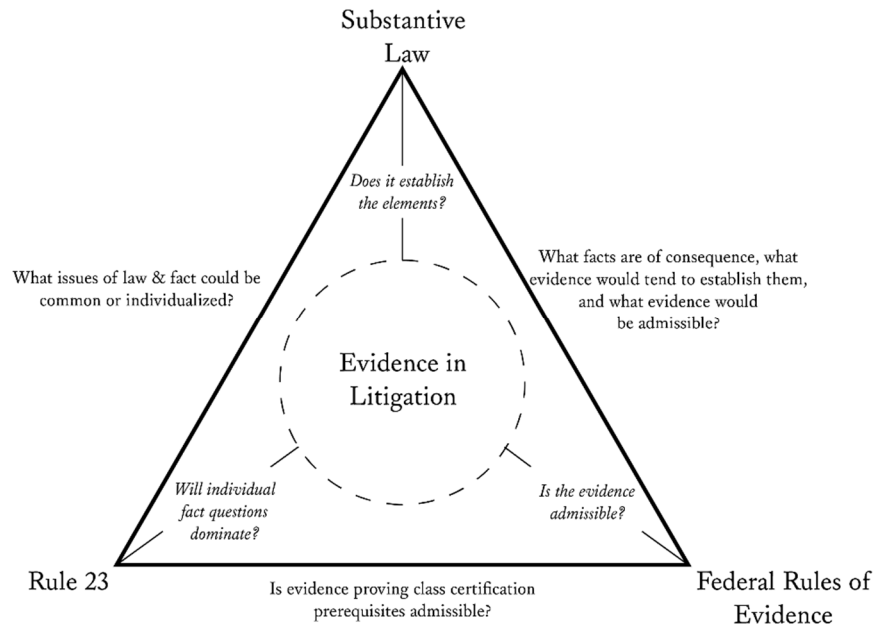 Substantive
Law
Does it establish
the elements?
What issues of law & fact could be
common or individualized?
What facts are of consequence, what
evidence would tend to establish them,
and what evidence would
be admissible?
Evidence in
Litigation
Will individual
fact questions
dominate?
Is the evidence
admissible?
Rule 23
Is evidence proving class certification
prerequisites admissible?
Federal Rules of
Evidence